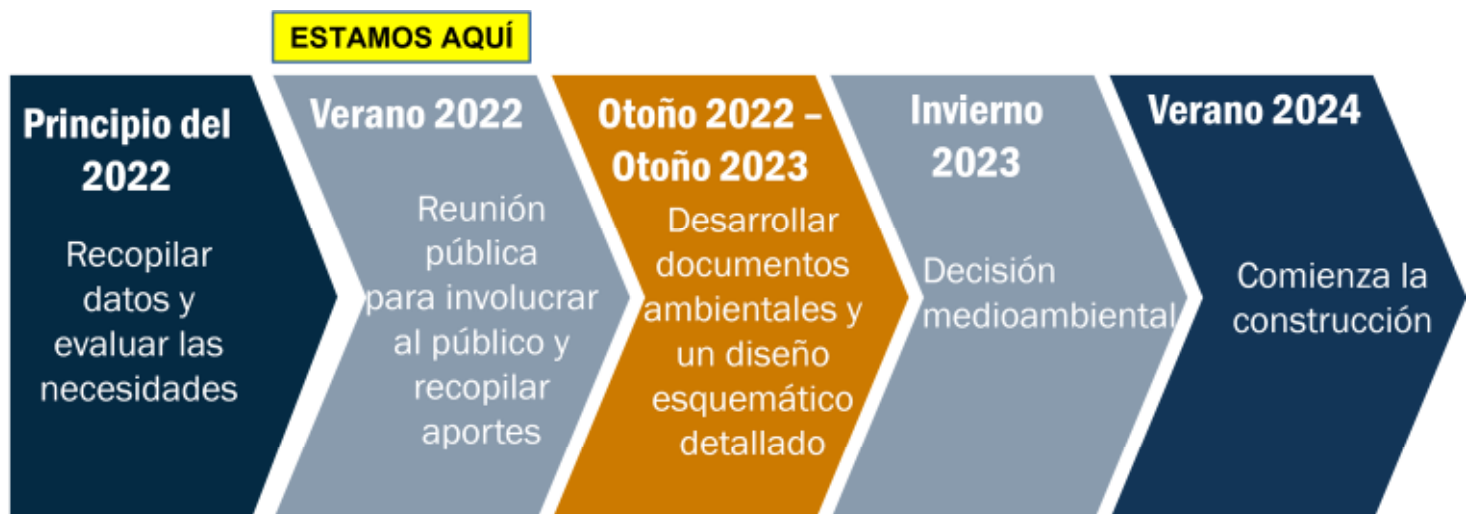 ESTAMOS AQUÍ
Principio del
2022
Recopilar
datos y
evaluar las
necesidades
Verano 2022
Reunión
pública
para involucrar
al público y
recopilar
aportes
Otoño 2022 –
Otoño 2023
Desarrollar
documentos
ambientales y
un diseño
esquemático
detallado
Invierno
2023
Decisión
medioambiental
Verano 2024
Comienza la
construcción